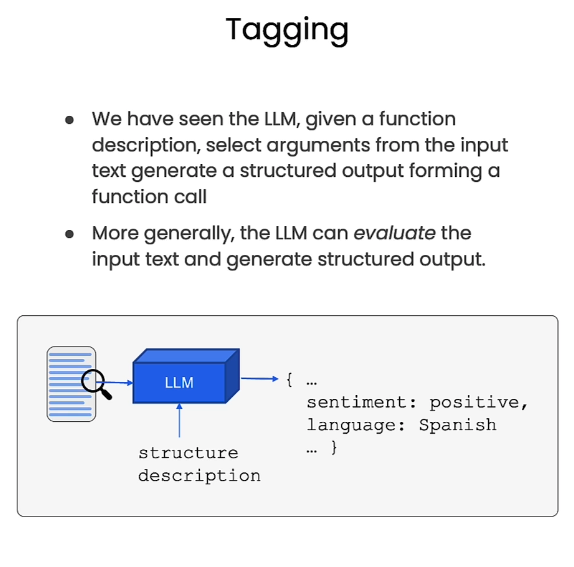 Tagging
• We have seen the LLM, given a function
description, select arguments from the input
text generate a structured output forming a
function call
• More generally, the LLM can evaluate the
input text and generate structured output.
LLM
{ …
sentiment: positive,
language: Spanish
… }
structure
description